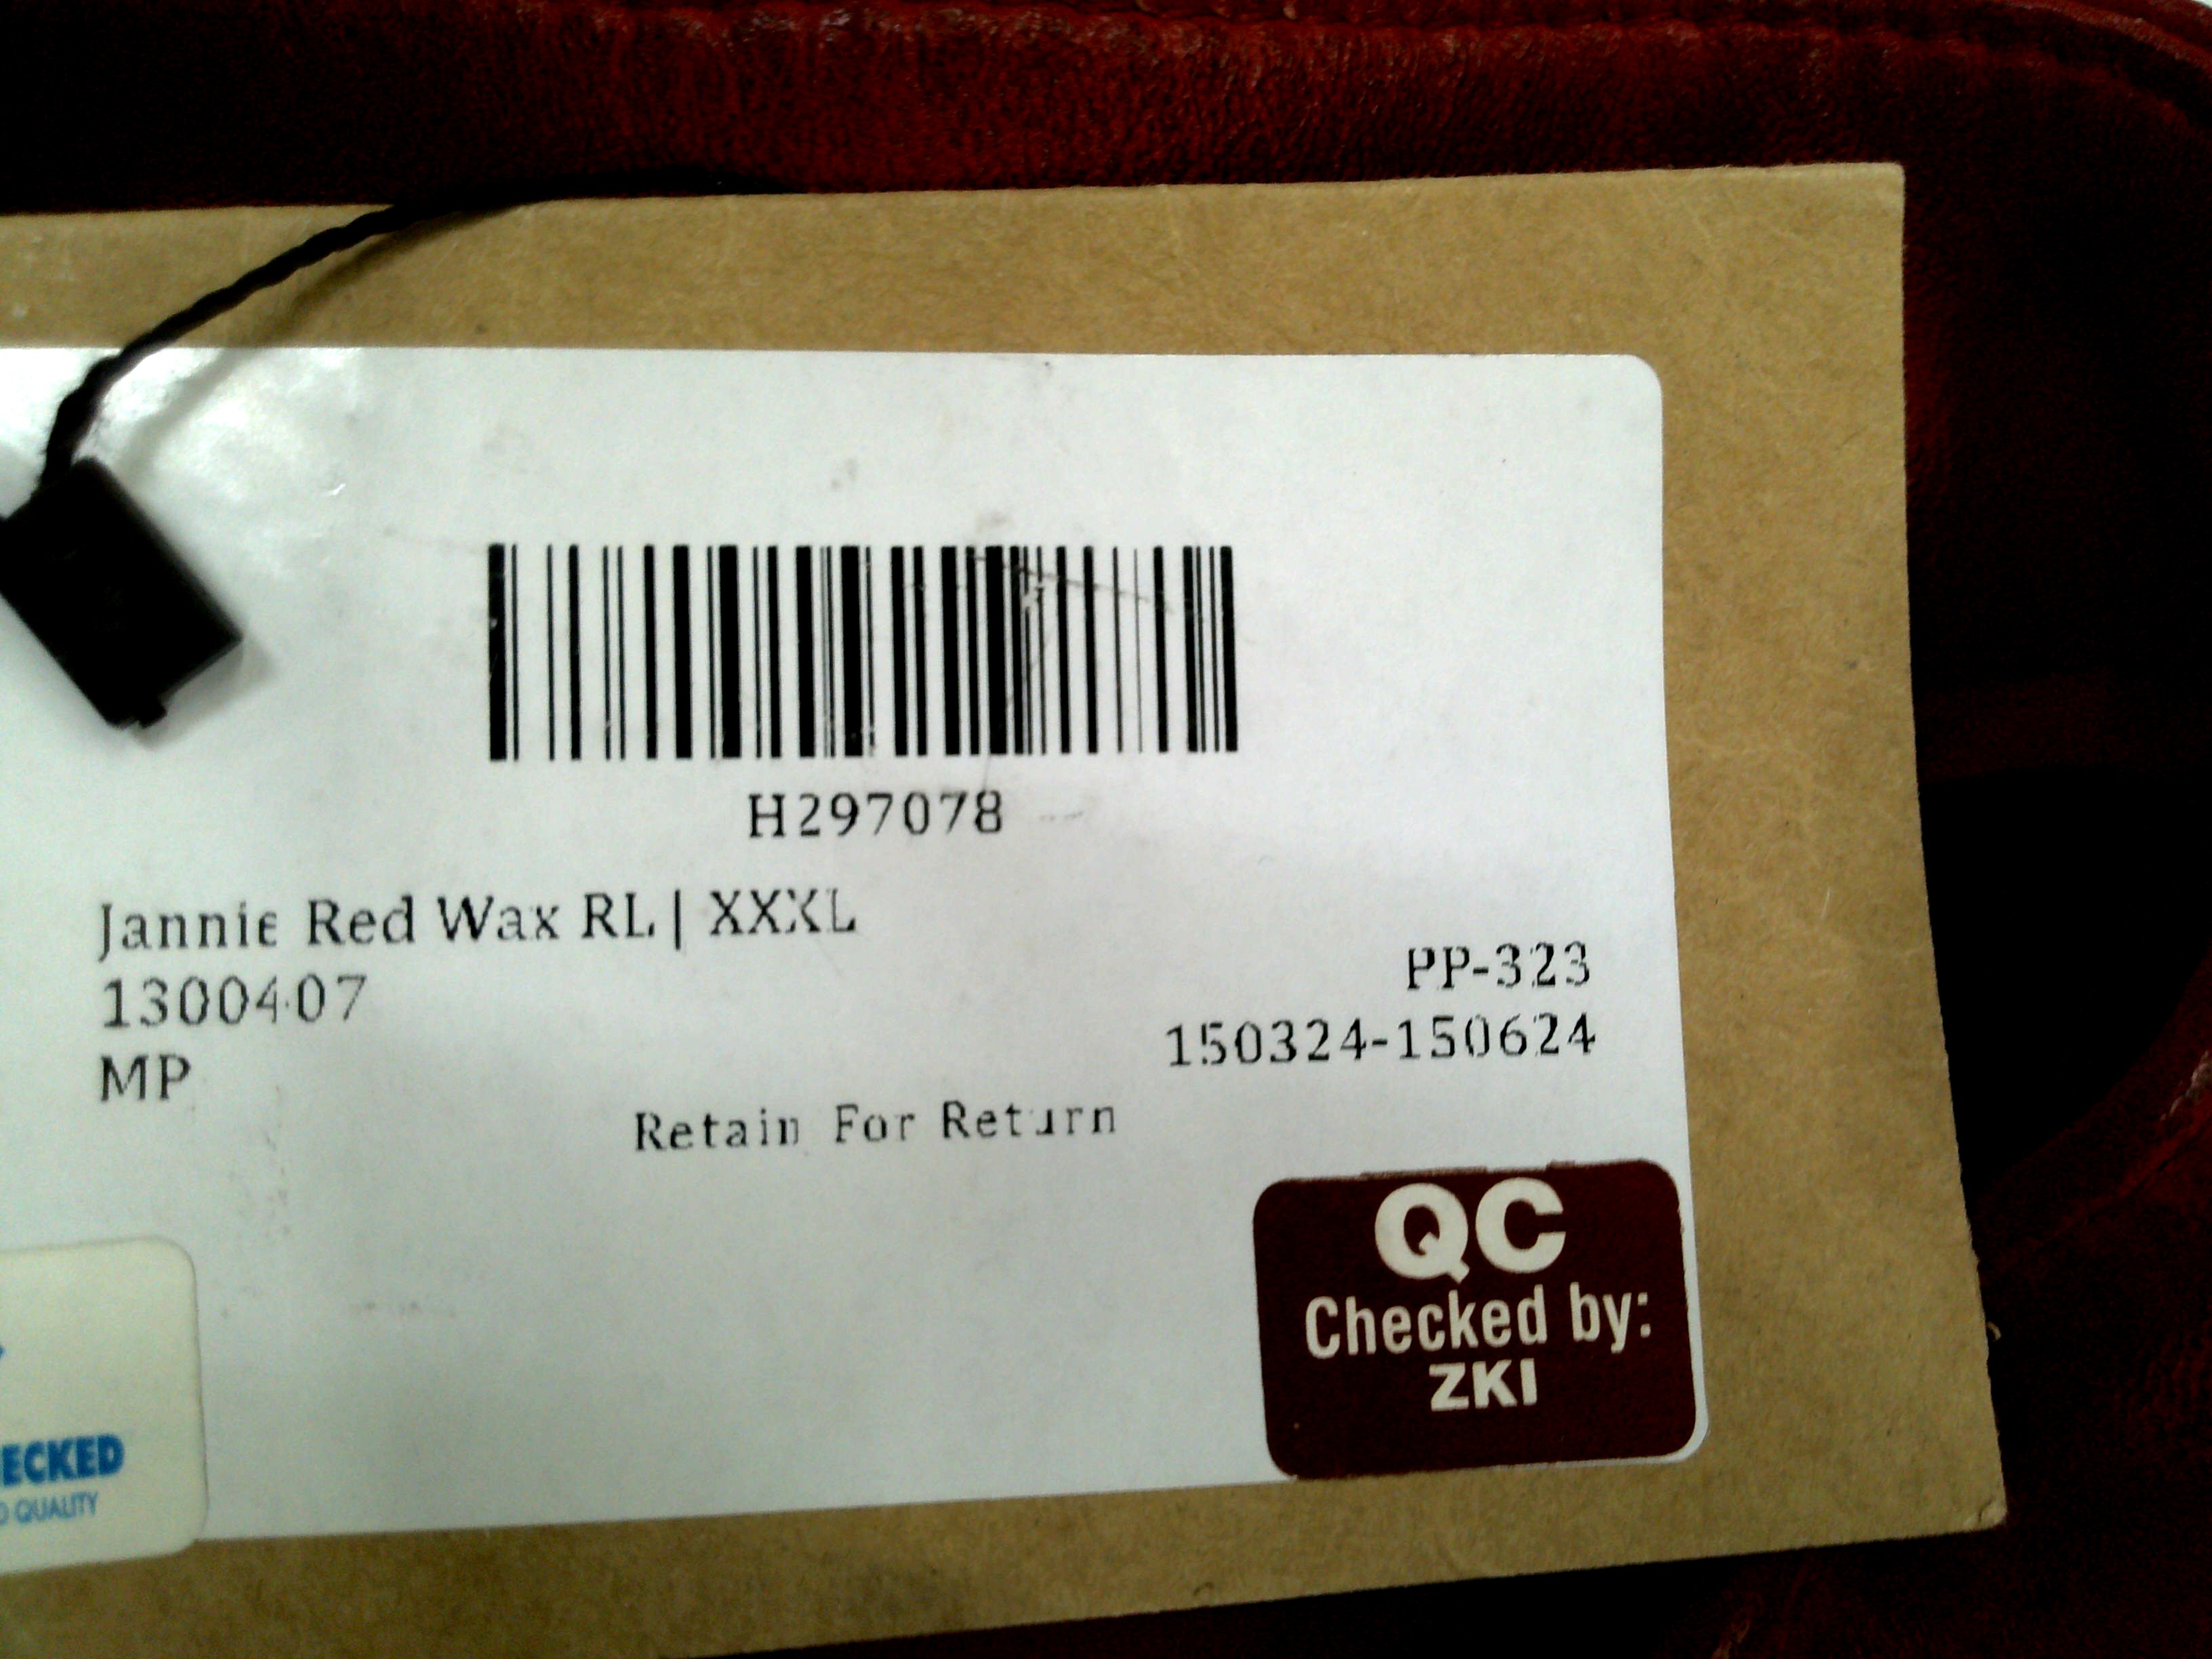 H297078
Jannie Red Wax RL | XXXL
1300407
MP
PP-323
150324-150624
Retain For Return
QC
Checked by:
ZKI
ECKED
QUALITY